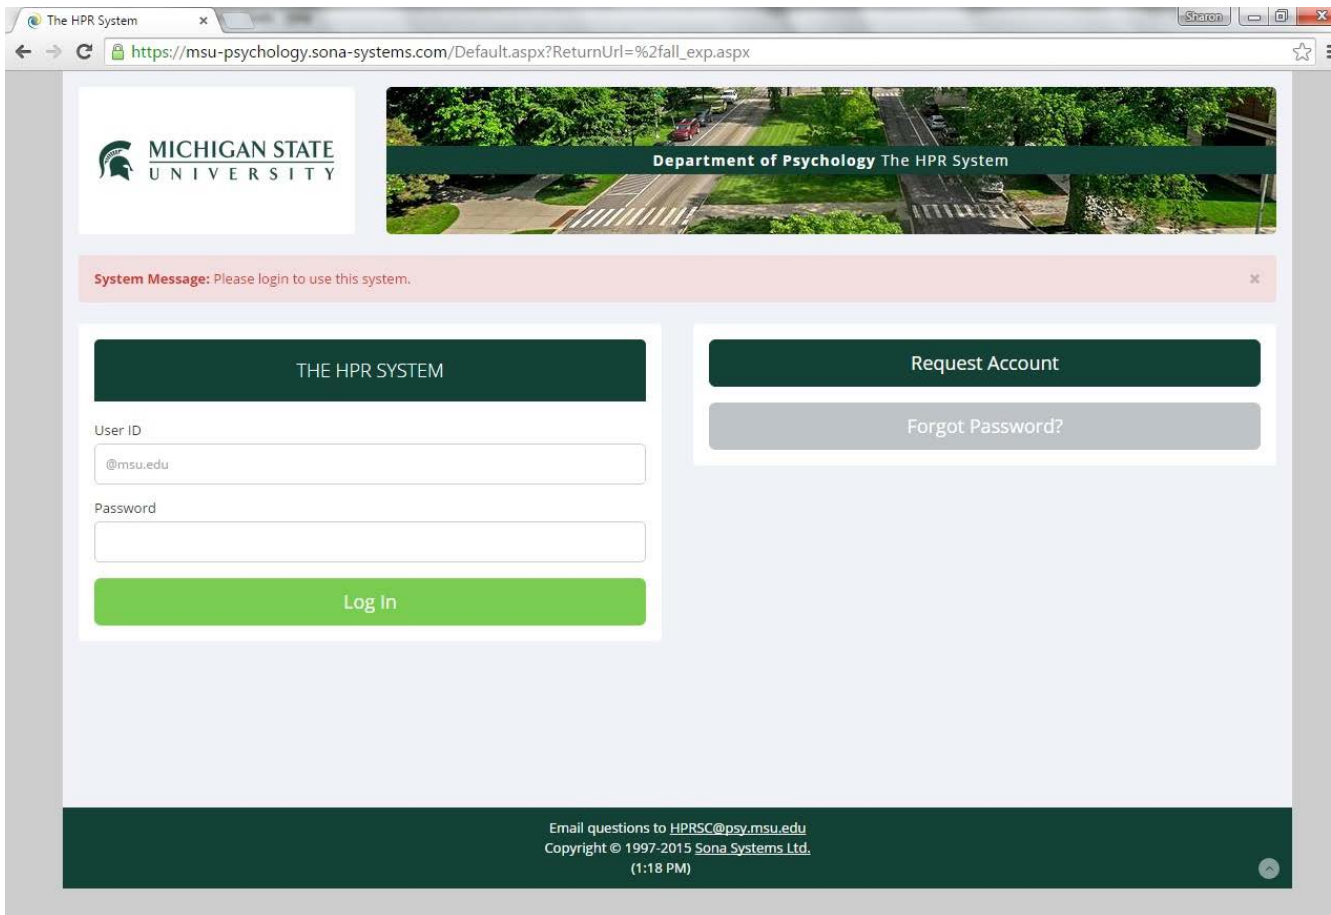 The HPR System
Sharon
https://msu-psychology.sona-systems.com/Default.aspx?ReturnUrl=%2fall_exp.aspx
MICHIGAN STATE
UNIVERSITY
Department of Psychology The HPR System
System Message: Please login to use this system.
THE HPR SYSTEM
User ID
@msu.edu
Password
Log In
Request Account
Forgot Password?
Email questions to HPRSC@psy.msu.edu
Copyright © 1997-2015 Sona Systems Ltd.
(1:18 PM)